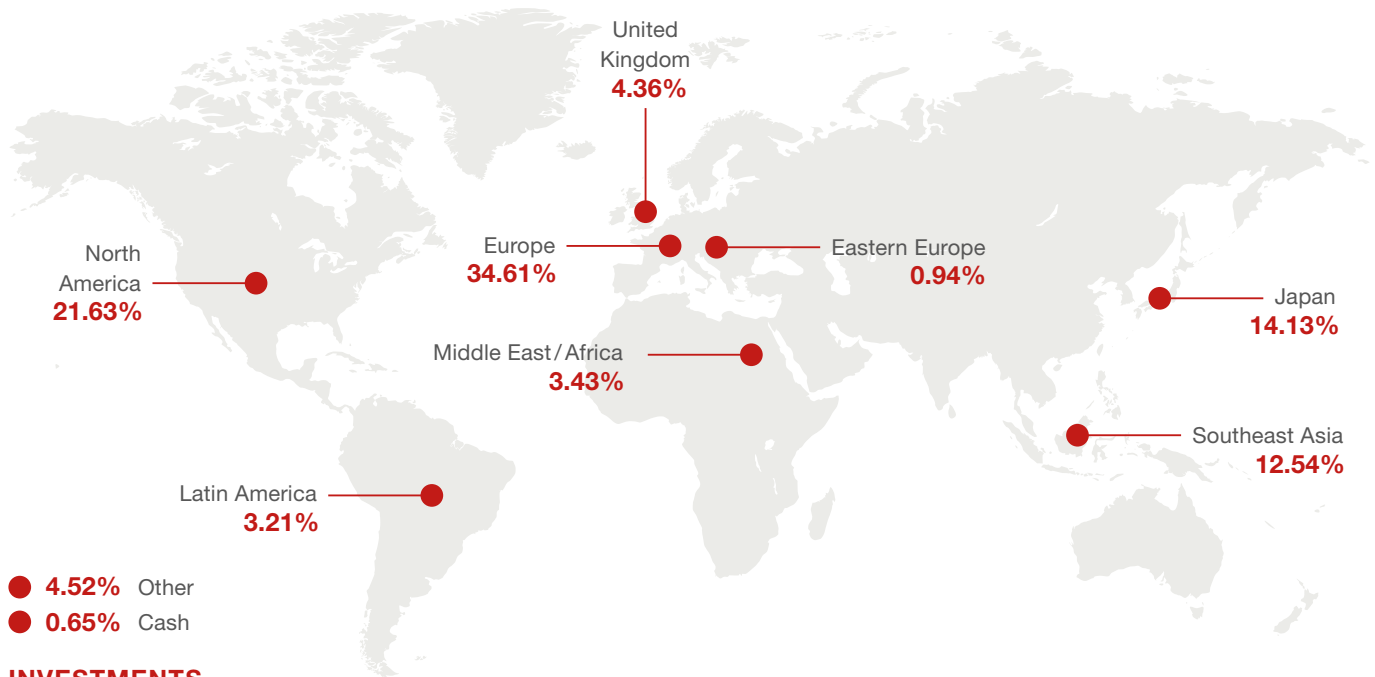 United
Kingdom
4.36%
North
America
21.63%
Europe
34.61%
Eastern Europe
0.94%
Japan
14.13%
Middle East/Africa
3.43%
Southeast Asia
12.54%
Latin America
3.21%
4.52% Other
0.65% Cash
INVESTMENTS